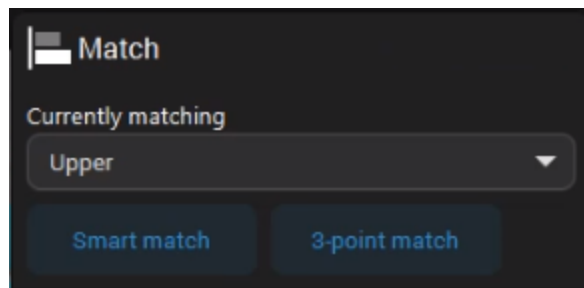 Match
Currently matching
Upper
Smart match
3-point match